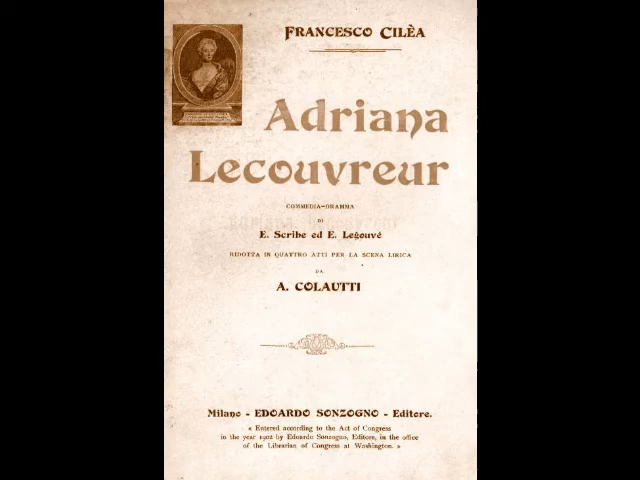 FRANCESCO CILÈA
Adriana
Lecouvreur
COMMEDIA-DRAMMA
DI
E. Scribe ed E. Legouvé
RIDOTTA IN QUATTRO ATTI PER LA SCENA LIRICA
DA
A. COLAUTTI
Milano - EDOARDO SONZOGNO - Editore.
« Entered according to the Act of Congress
in the year 1902 by Edoardo Sonzogno, Editore, in the office
of the Librarian of Congress at Washington. »